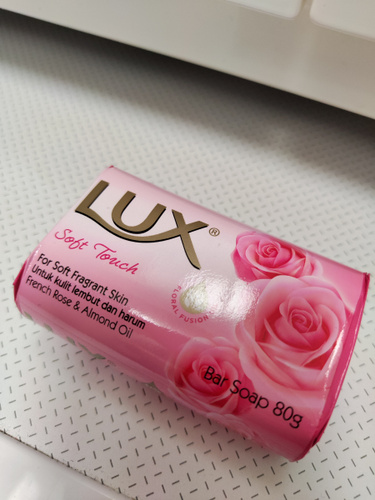 LUX®
Soft Touch
For Soft Fragrant Skin
Untuk kulit lembut dan harum
French Rose & Almond Oil
FLORAL FUSION
Bar Soap 80g